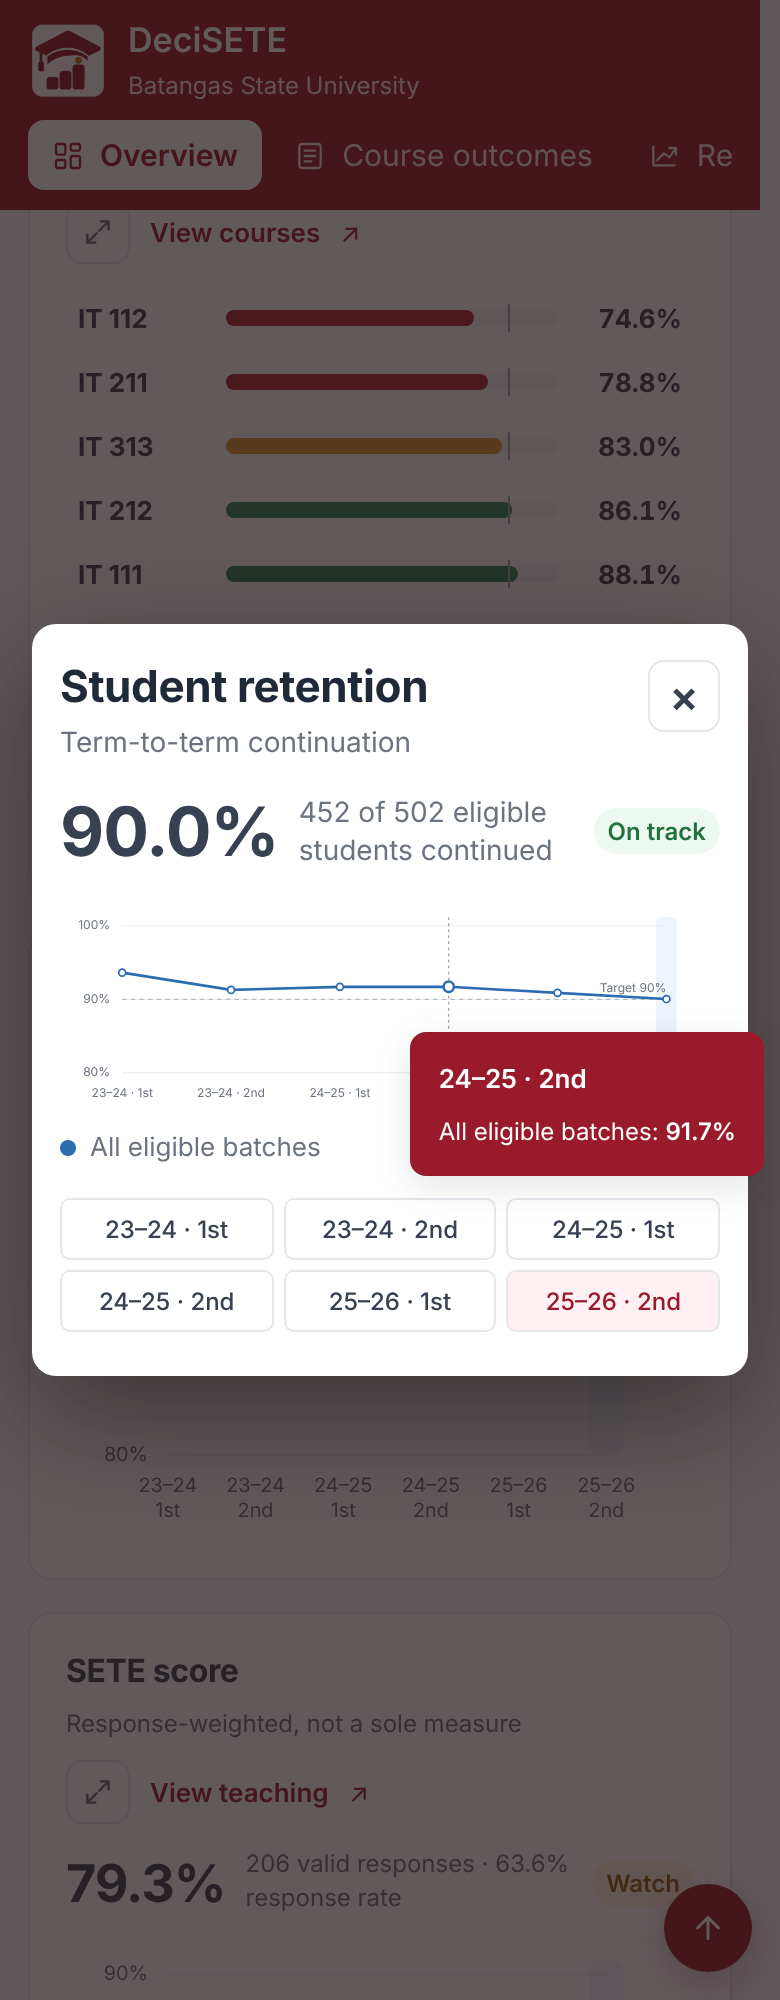 DeciSETE
Batangas State University
Overview
Course outcomes
Re
View courses
IT 112 74.6%
IT 211 78.8%
IT 313 83.0%
IT 212 86.1%
IT 111 88.1%
Student retention
×
Term-to-term continuation
90.0%
452 of 502 eligible
students continued
On track
100%
Target 90%
90%
80%
23–24 · 1st
23–24 · 2nd
24–25 · 1st
24–25 · 2nd
All eligible batches: 91.7%
All eligible batches
23–24 · 1st
23–24 · 2nd
24–25 · 1st
24–25 · 2nd
25–26 · 1st
25–26 · 2nd
80%
23–24 23–24 24–25 24–25 25–26 25–26
1st 2nd 1st 2nd 1st 2nd
SETE score
Response-weighted, not a sole measure
View teaching
79.3%
206 valid responses · 63.6%
response rate
Watch
90%